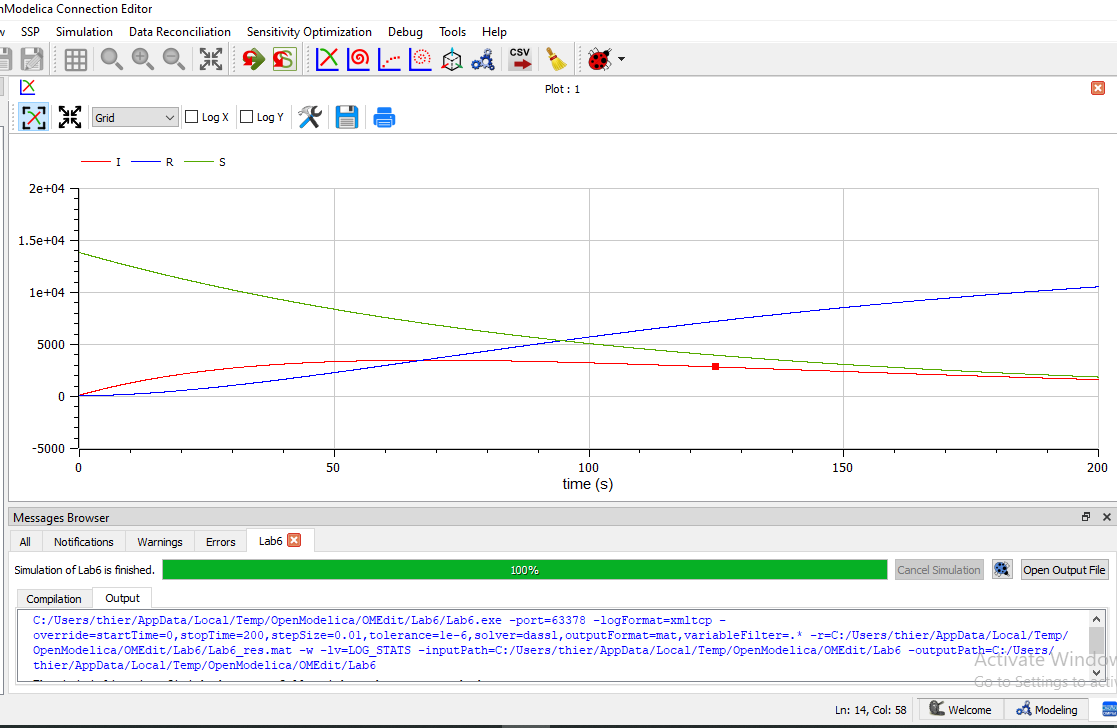 nModelica Connection Editor
SSP Simulation Data Reconciliation Sensitivity Optimization Debug Tools Help
CSV
Plot : 1
Grid Log X Log Y
I R S
2e+04
1.5e+04
1e+04
5000
0
-5000
0 50 100 150 200
time (s)
Messages Browser
All Notifications Warnings Errors Lab6
Simulation of Lab6 is finished. 100% Cancel Simulation Open Output File
Compilation Output
C:/Users/thier/AppData/Local/Temp/OpenModelica/OMEdit/Lab6/Lab6.exe -port=63378 -logFormat=xmltcp -
override=startTime=0,stopTime=200,stepSize=0.01,tolerance=1e-6,solver=dassl,outputFormat=mat,variableFilter=.* -r=C:/Users/thier/AppData/Local/Temp/
OpenModelica/OMEdit/Lab6/Lab6_res.mat -w -lv=LOG_STATS -inputPath=C:/Users/thier/AppData/Local/Temp/OpenModelica/OMEdit/Lab6 -outputPath=C:/Users/
thier/AppData/Local/Temp/OpenModelica/OMEdit/Lab6
Activate Window
Go to Settings to activ
Ln: 14, Col: 58 Welcome Modeling